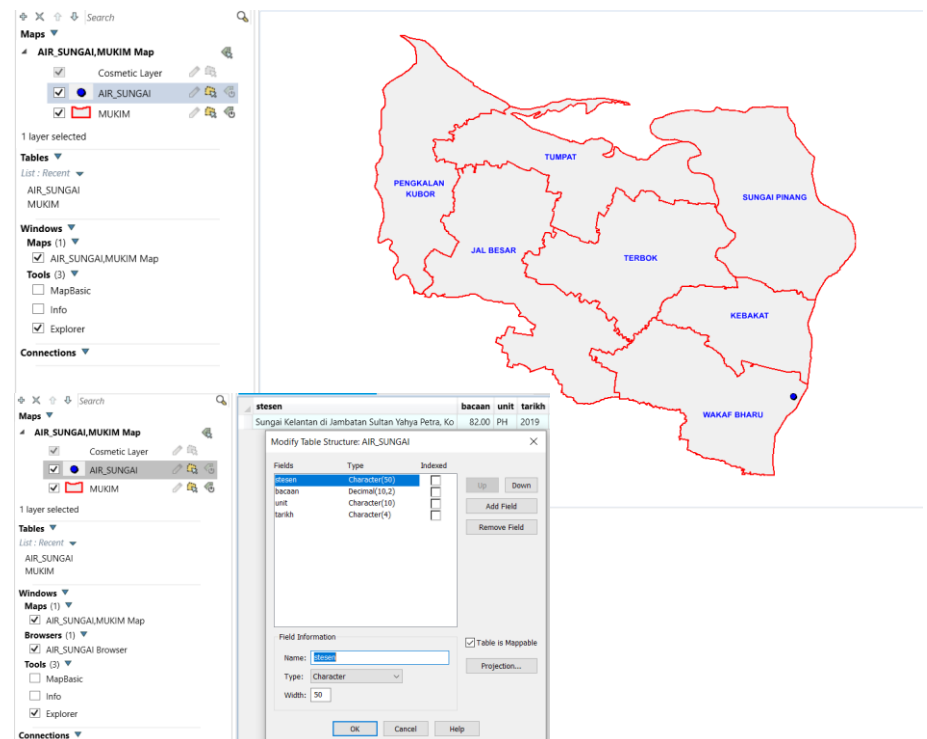 Search
Maps
AIR_SUNGAI,MUKIM Map
Cosmetic Layer
AIR_SUNGAI
MUKIM
1 layer selected
Tables
List : Recent
AIR_SUNGAI
MUKIM
Windows
Maps (1)
AIR_SUNGAI,MUKIM Map
Tools (3)
MapBasic
Info
Explorer
Connections
TUMPAT
PENGKALAN
KUBOR
SUNGAI PINANG
JAL BESAR
TERBOK
KEBAKAT
WAKAF BHARU
Search
Maps
AIR_SUNGAI,MUKIM Map
Cosmetic Layer
AIR_SUNGAI
MUKIM
1 layer selected
Tables
List : Recent
AIR_SUNGAI
MUKIM
Windows
Maps (1)
AIR_SUNGAI,MUKIM Map
Browsers (1)
AIR_SUNGAI Browser
Tools (3)
MapBasic
Info
Explorer
Connections
stesen bacaan unit tarikh
Sungai Kelantan di Jambatan Sultan Yahya Petra, Ko 82.00 PH 2019
Modify Table Structure: AIR_SUNGAI
Fields Type Indexed
stesen Character(50)
bacaan Decimal(10,2)
unit Character(10)
tarikh Character(4)
Up Down
Add Field
Remove Field
Field Information
Name: stesen
Type: Character
Width: 50
Table is Mappable
Projection...
OK Cancel Help